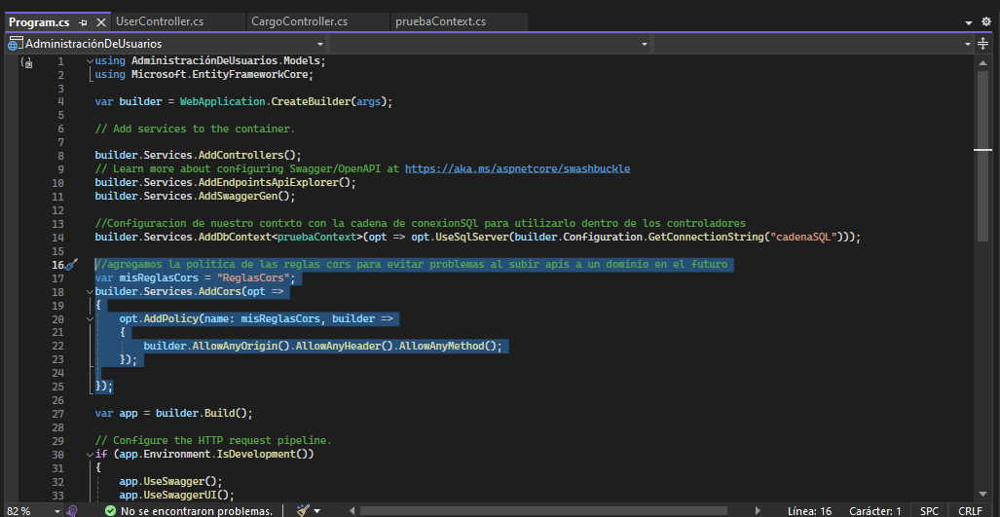 Program.cs UserController.cs CargoController.cs pruebaContext.cs
AdministraciónDeUsuarios
1 using AdministraciónDeUsuarios.Models;
2 using Microsoft.EntityFrameworkCore;
3
4 var builder = WebApplication.CreateBuilder(args);
5
6 // Add services to the container.
7
8 builder.Services.AddControllers();
9 // Learn more about configuring Swagger/OpenAPI at https://aka.ms/aspnetcore/swashbuckle
10 builder.Services.AddEndpointsApiExplorer();
11 builder.Services.AddSwaggerGen();
12
13 //Configuracion de nuestro contxto con la cadena de conexionSQl para utilizarlo dentro de los controladores
14 builder.Services.AddDbContext<pruebaContext>(opt => opt.UseSqlServer(builder.Configuration.GetConnectionString("cadenaSQL")));
15
16 //agregamos la politica de las reglas cors para evitar problemas al subir apis a un dominio en el futuro
17 var misReglasCors = "ReglasCors";
18 builder.Services.AddCors(opt =>
19 {
20 opt.AddPolicy(name: misReglasCors, builder =>
21 {
22 builder.AllowAnyOrigin().AllowAnyHeader().AllowAnyMethod();
23 });
24
25 });
26
27 var app = builder.Build();
28
29 // Configure the HTTP request pipeline.
30 if (app.Environment.IsDevelopment())
31 {
32 app.UseSwagger();
33 app.UseSwaggerUI();
82 % No se encontraron problemas. Línea: 16 Carácter: 1 SPC CRLF